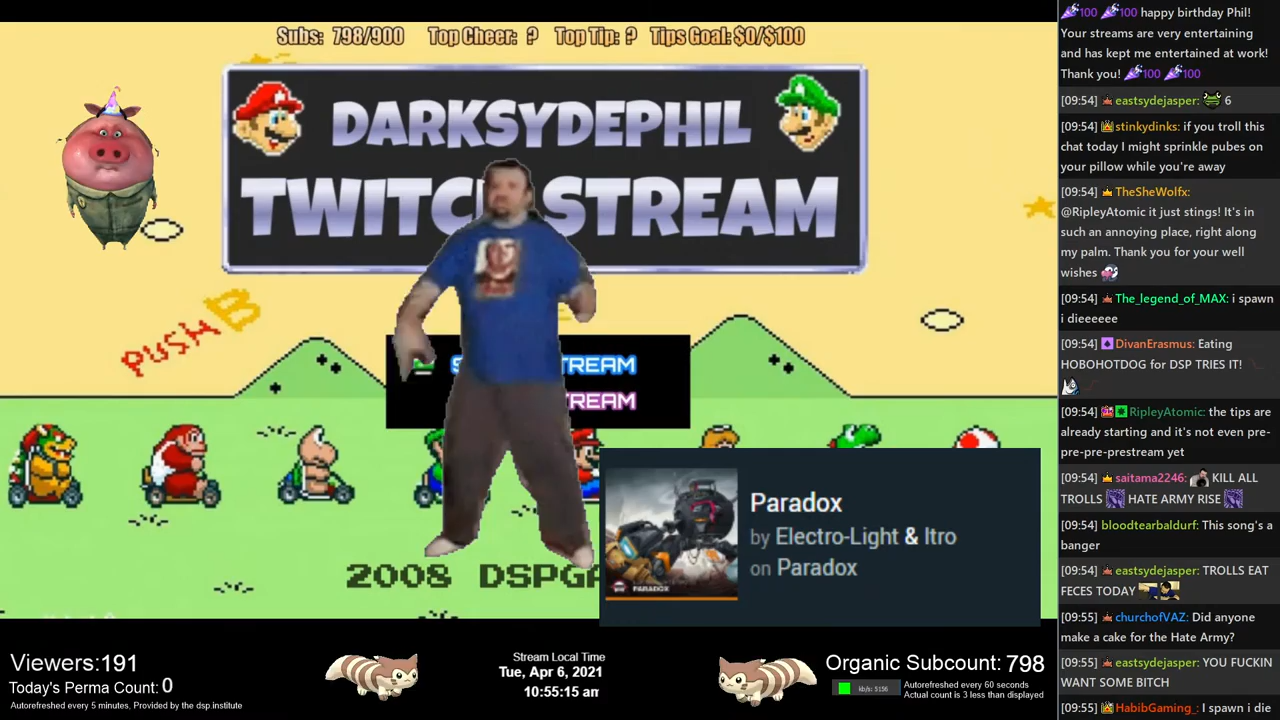 Subs: 798/900 Top Cheer: ? Top Tip: ? Tips Goal: $0/$100
DARKSYDEPHIL
TWITCH STREAM
PUSH B
STREAM
TREAM
2008 DSPGA
Paradox
by Electro-Light & Itro
on Paradox
PARADOX
Viewers:191
Today's Perma Count: 0
Autorefreshed every 5 minutes, Provided by the dsp.institute
Stream Local Time
Tue, Apr 6, 2021
10:55:15 am
Organic Subcount: 798
kb/s: 5156
Autorefreshed every 60 seconds
Actual count is 3 less than displayed
100 100 happy birthday Phil!
Your streams are very entertaining
and has kept me entertained at work!
Thank you! 100 100
[09:54] eastsydejasper: 6
[09:54] stinkydinks: if you troll this
chat today I might sprinkle pubes on
your pillow while you're away
[09:54] TheSheWolfx:
@RipleyAtomic it just stings! It's in
such an annoying place, right along
my palm. Thank you for your well
wishes
[09:54] The_legend_of_MAX: i spawn
i dieeeeee
[09:54] DivanErasmus: Eating
HOBOHOTDOG for DSP TRIES IT!
[09:54] RipleyAtomic: the tips are
already starting and it's not even pre-
pre-pre-prestream yet
[09:54] saitama2246: KILL ALL
TROLLS HATE ARMY RISE
[09:54] bloodtearbaldurf: This song's a
banger
[09:54] eastsydejasper: TROLLS EAT
FECES TODAY
[09:55] churchofVAZ: Did anyone
make a cake for the Hate Army?
[09:55] eastsydejasper: YOU FUCKIN
WANT SOME BITCH
[09:55] HabibGaming_: I spawn i die